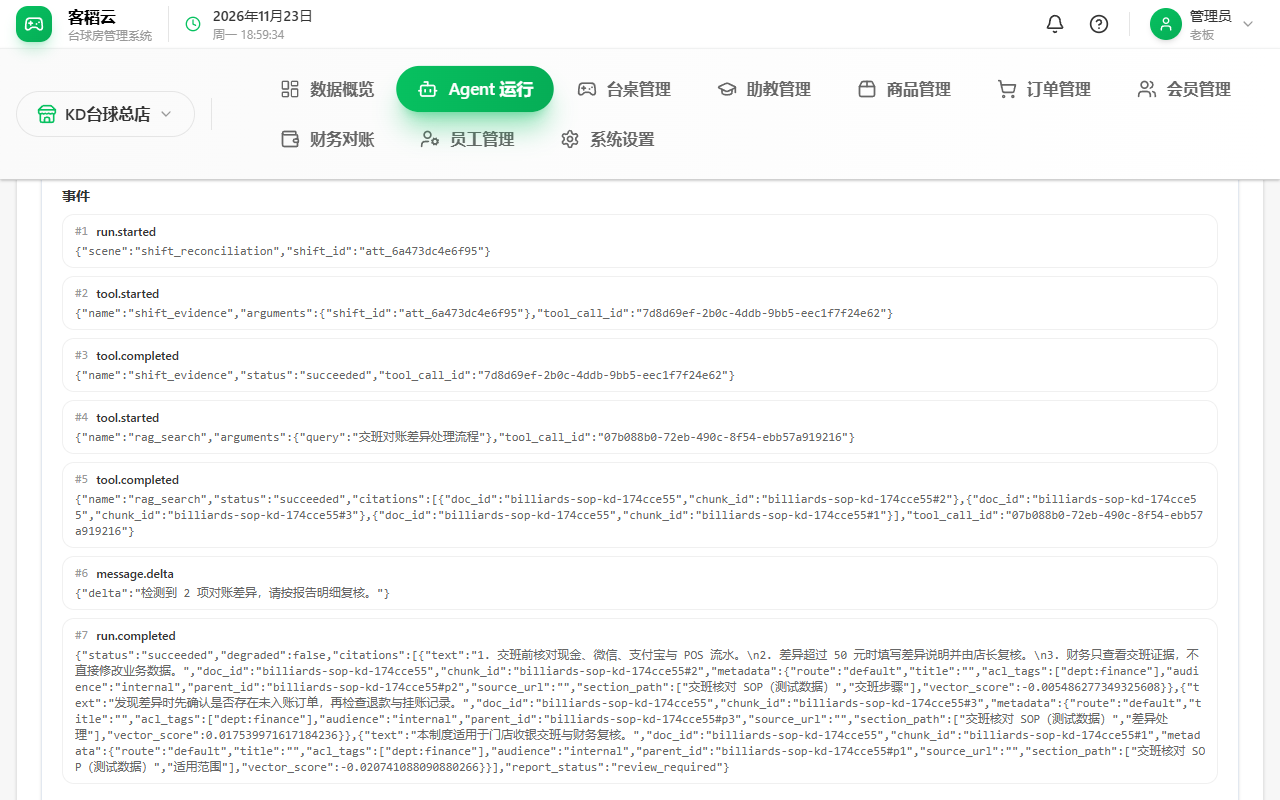 客稻云
台球房管理系统
2026年11月23日
周一 18:59:34
管理员
老板
KD台球总店
数据概览
Agent 运行
台桌管理
助教管理
商品管理
订单管理
会员管理
财务对账
员工管理
系统设置
事件
#1 run.started
{"scene":"shift_reconciliation","shift_id":"att_6a473dc4e6f95"}
#2 tool.started
{"name":"shift_evidence","arguments":{"shift_id":"att_6a473dc4e6f95"},"tool_call_id":"7d8d69ef-2b0c-4ddb-9bb5-eec1f7f24e62"}
#3 tool.completed
{"name":"shift_evidence","status":"succeeded","tool_call_id":"7d8d69ef-2b0c-4ddb-9bb5-eec1f7f24e62"}
#4 tool.started
{"name":"rag_search","arguments":{"query":"交班对账差异处理流程"},"tool_call_id":"07b088b0-72eb-490c-8f54-ebb57a919216"}
#5 tool.completed
{"name":"rag_search","status":"succeeded","citations":[{"doc_id":"billiards-sop-kd-174cce55","chunk_id":"billiards-sop-kd-174cce55#2"},{"doc_id":"billiards-sop-kd-174cce5
5","chunk_id":"billiards-sop-kd-174cce55#3"},{"doc_id":"billiards-sop-kd-174cce55","chunk_id":"billiards-sop-kd-174cce55#1"}],"tool_call_id":"07b088b0-72eb-490c-8f54-ebb57
a919216"}
#6 message.delta
{"delta":"检测到 2 项对账差异，请按报告明细复核。"}
#7 run.completed
{"status":"succeeded","degraded":false,"citations":[{"text":"1. 交班前核对现金、微信、支付宝与 POS 流水。\n2. 差异超过 50 元时填写差异说明并由店长复核。\n3. 财务只查看交班证据，不
直接修改业务数据。","doc_id":"billiards-sop-kd-174cce55","chunk_id":"billiards-sop-kd-174cce55#2","metadata":{"route":"default","title":"","acl_tags":["dept:finance"],"audi
ence":"internal","parent_id":"billiards-sop-kd-174cce55#p2","source_url":"","section_path":["交班核对 SOP（测试数据）","交班步骤"],"vector_score":-0.005486277349325608}},{"t
ext":"发现差异时先确认是否存在未入账订单，再检查退款与挂账记录。","doc_id":"billiards-sop-kd-174cce55","chunk_id":"billiards-sop-kd-174cce55#3","metadata":{"route":"default","t
itle":"","acl_tags":["dept:finance"],"audience":"internal","parent_id":"billiards-sop-kd-174cce55#p3","source_url":"","section_path":["交班核对 SOP（测试数据）","差异处
理"],"vector_score":0.017539971617184236}},{"text":"本制度适用于门店收银交班与财务复核。","doc_id":"billiards-sop-kd-174cce55","chunk_id":"billiards-sop-kd-174cce55#1","metad
ata":{"route":"default","title":"","acl_tags":["dept:finance"],"audience":"internal","parent_id":"billiards-sop-kd-174cce55#p1","source_url":"","section_path":["交班核对 SO
P（测试数据）","适用范围"],"vector_score":-0.020741088090880266}}],"report_status":"review_required"}